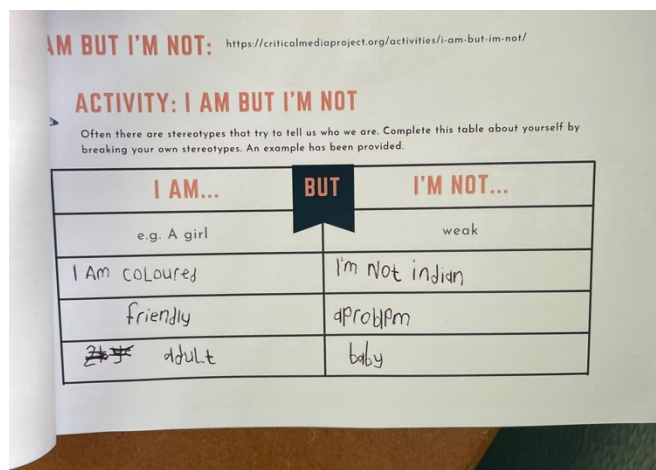 AM BUT I'M NOT: https://criticalmediaproject.org/activities/i-am-but-im-not/
ACTIVITY: I AM BUT I'M NOT
Often there are stereotypes that try to tell us who we are. Complete this table about yourself by
breaking your own stereotypes. An example has been provided.
I AM... BUT I'M NOT...
e.g. A girl weak
I Am coloured I'm Not indian
friendly aproblem
adult baby